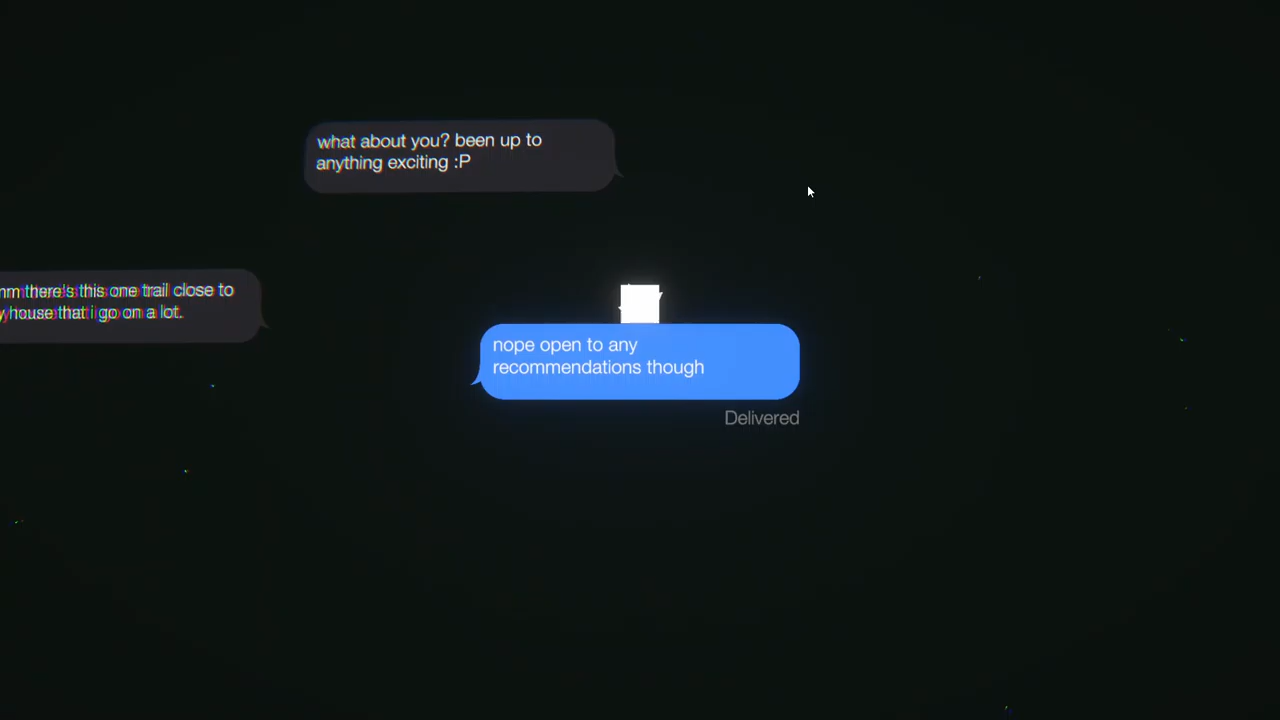 what about you? been up to
anything exciting :P
there's this one trail close to
house that i go on a lot.
nope open to any
recommendations though
Delivered